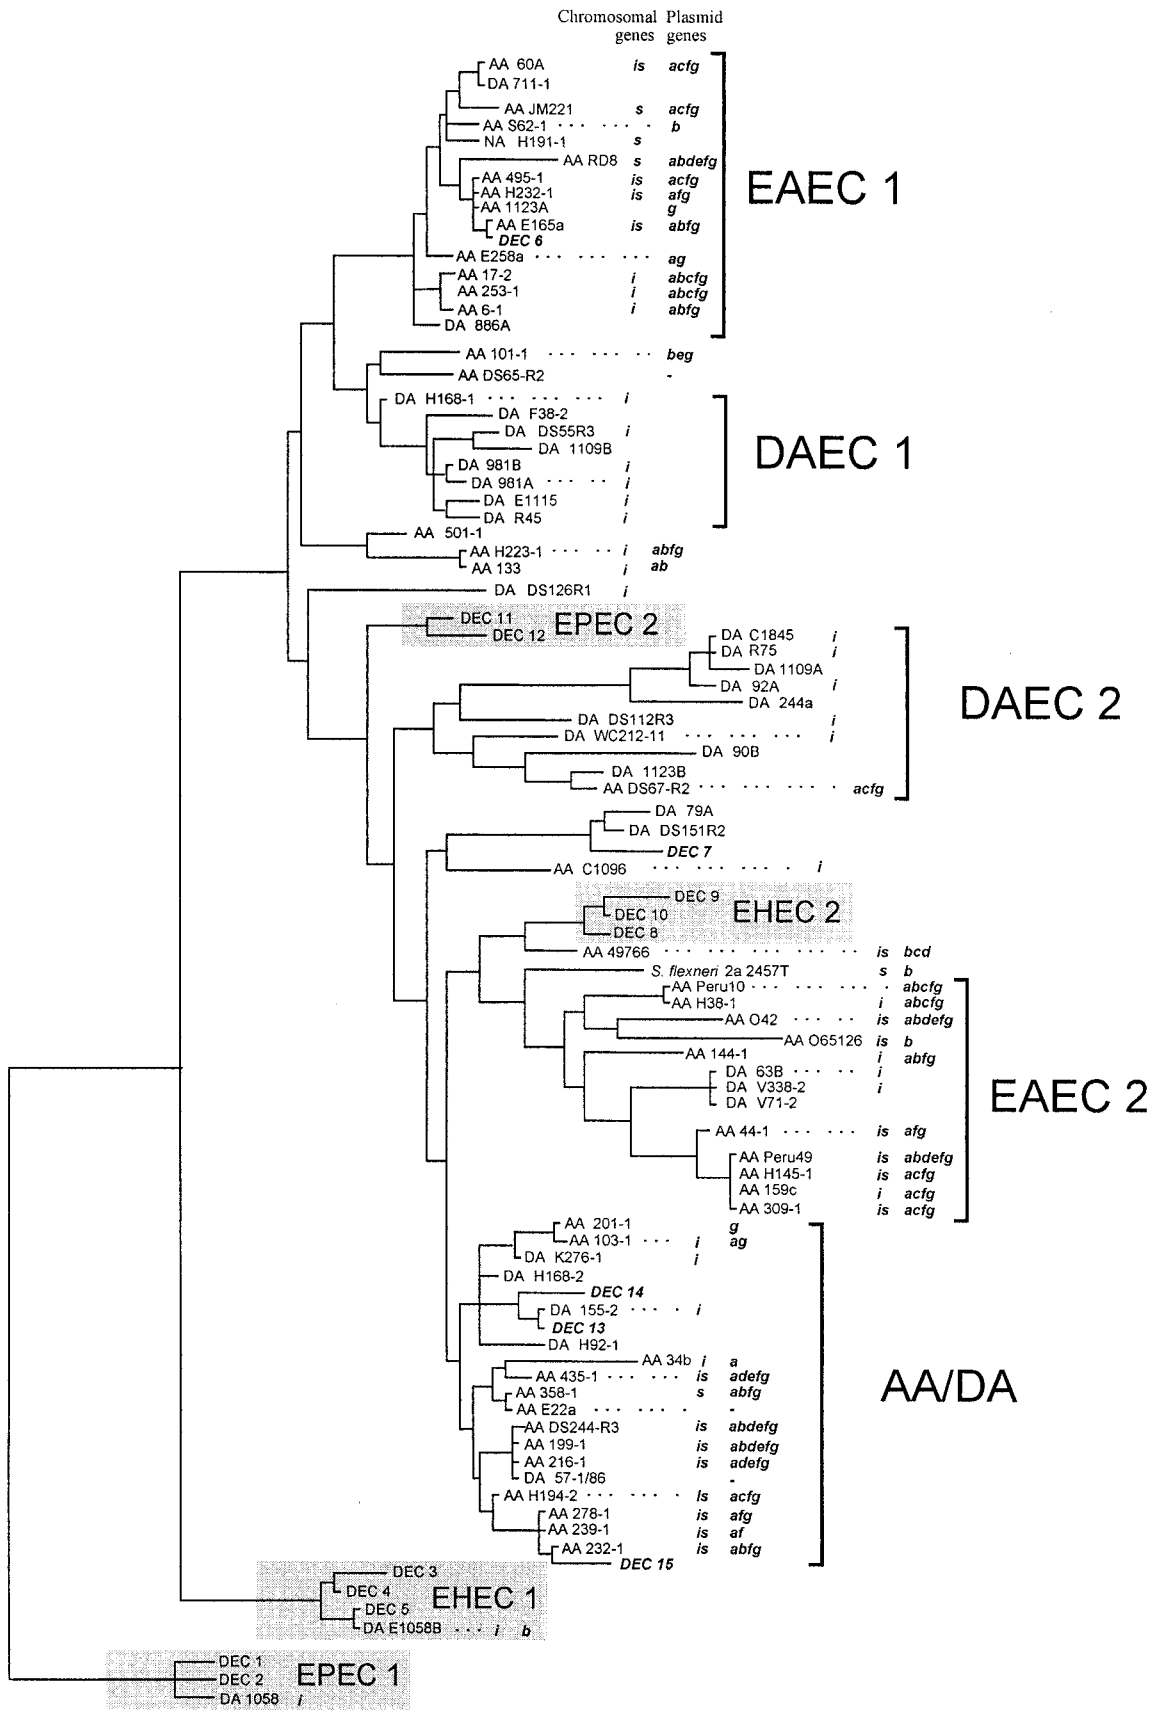 Chromosomal Plasmid
genes genes
AA 60A is acfg
DA 711-1
AA JM221 s acfg
AA S62-1 b
NA H191-1 s
AA RD8 s abdefg
EAEC 1
AA 495-1 is acfg
AA H232-1 is afg
AA 1123A g
AA E165a is abfg
DEC 6
AA E258a ag
AA 17-2 i abcfg
AA 253-1 i abcfg
AA 6-1 i abfg
DA 886A
AA 101-1 beg
AA DS65-R2 -
DA H168-1 i
DA F38-2
DA DS55R3 i
DA 1109B
DAEC 1
DA 981B i
DA 981A i
DA E1115 i
DA R45 i
AA 501-1
AA H223-1 i abfg
AA 133 i ab
DA DS126R1 i
DEC 11
EPEC 2
DEC 12
DA C1845 i
DA R75 i
DA 1109A
DA 92A i
DA 244a
DAEC 2
DA DS112R3 i
DA WC212-11 i
DA 90B
DA 1123B
AA DS67-R2 acfg
DA 79A
DA DS151R2
DEC 7
AA C1096 i
DEC 9
EHEC 2
DEC 10
DEC 8
AA 49766 is bcd
S. flexneri 2a 2457T s b
AA Peru10 abcfg
AA H38-1 i abcfg
AA O42 is abdefg
AA O65126 is b
AA 144-1 i abfg
DA 63B i
DA V338-2 i
EAEC 2
DA V71-2
AA 44-1 is afg
AA Peru49 is abdefg
AA H145-1 is acfg
AA 159c i acfg
AA 309-1 is acfg
AA 201-1 g
AA 103-1 i ag
DA K276-1 i
DA H168-2
DEC 14
DA 155-2 i
DEC 13
DA H92-1
AA 34b i a
AA 435-1 is adefg
AA/DA
AA 358-1 s abfg
AA E22a -
AA DS244-R3 is abdefg
AA 199-1 is abdefg
AA 216-1 is adefg
DA 57-1/86 -
AA H194-2 is acfg
AA 278-1 is afg
AA 239-1 is af
AA 232-1 is abfg
DEC 15
DEC 3
DEC 4
EHEC 1
DEC 5
DA E1058B i b
DEC 1
EPEC 1
DEC 2
DA 1058 i